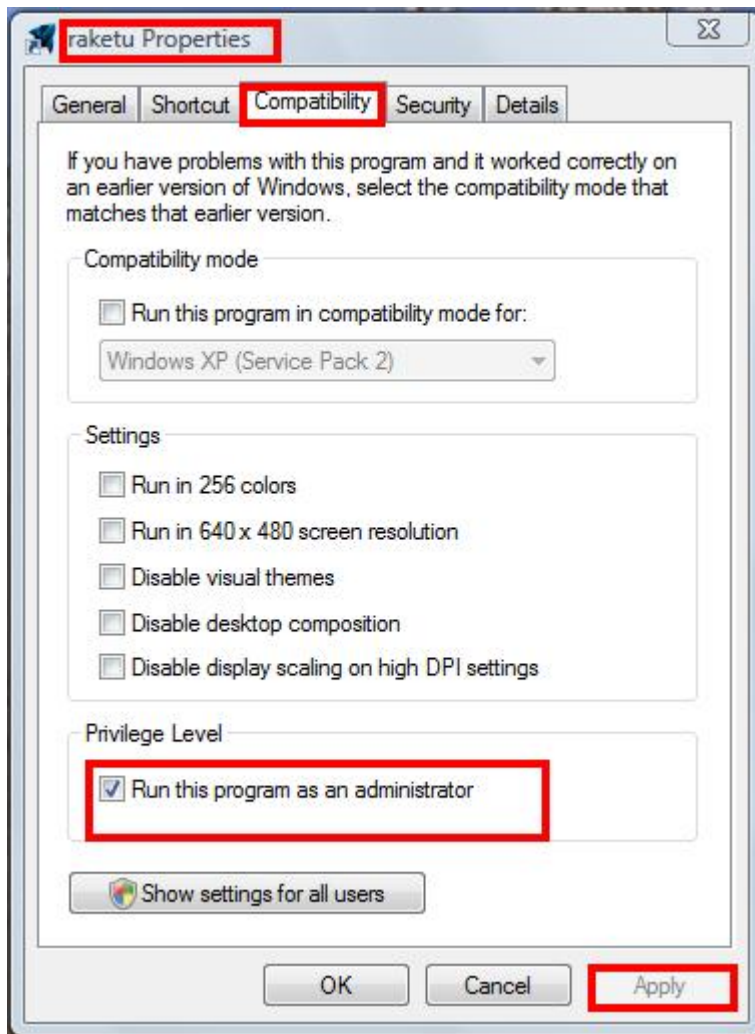 raketu Properties
General Shortcut Compatibility Security Details
If you have problems with this program and it worked correctly on
an earlier version of Windows, select the compatibility mode that
matches that earlier version.
Compatibility mode
Run this program in compatibility mode for:
Windows XP (Service Pack 2)
Settings
Run in 256 colors
Run in 640 x 480 screen resolution
Disable visual themes
Disable desktop composition
Disable display scaling on high DPI settings
Privilege Level
Run this program as an administrator
Show settings for all users
OK Cancel Apply